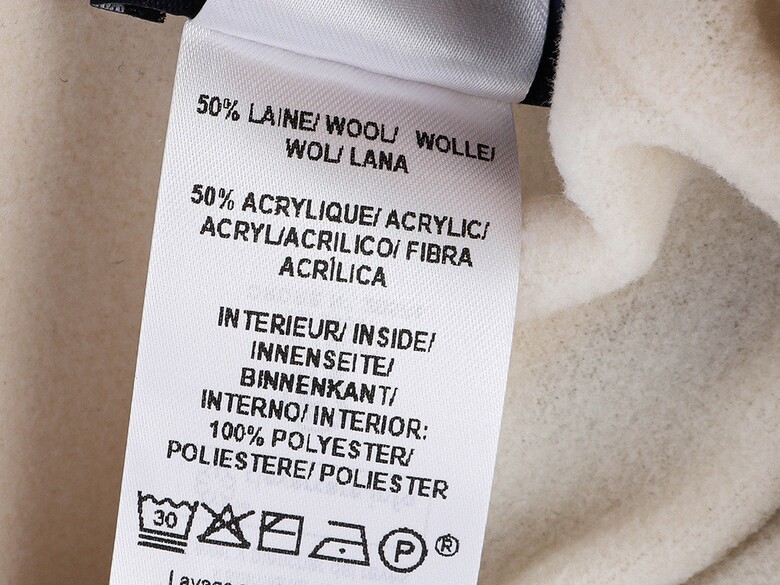 50% LAINE/ WOOL/ WOLLE/
WOL/ LANA
50% ACRYLIQUE/ ACRYLIC/
ACRYL/ACRILICO/ FIBRA
ACRÍLICA
INTERIEUR/ INSIDE/
INNENSEITE/
BINNENKANT/
INTERNO/ INTERIOR:
100% POLYESTER/
POLIESTERE/ POLIESTER
30 P ®